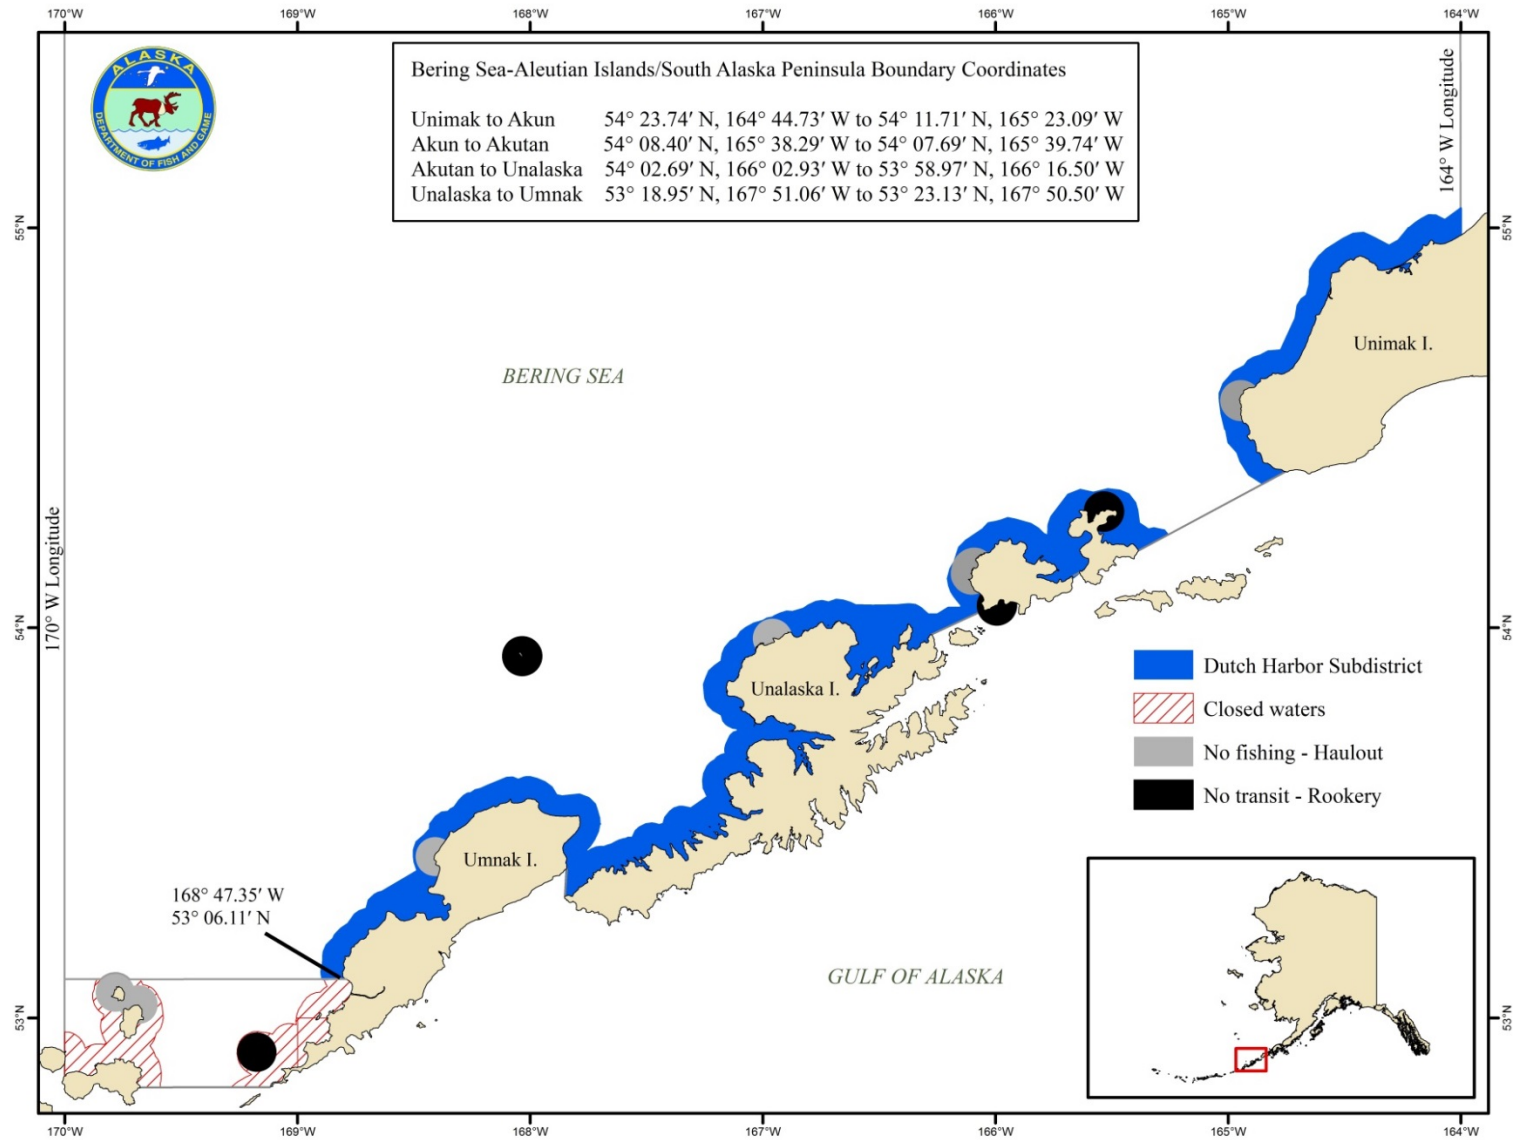 170°W 169°W 168°W 167°W 166°W 165°W 164°W
ALASKA
DEPARTMENT OF FISH AND GAME
Bering Sea-Aleutian Islands/South Alaska Peninsula Boundary Coordinates
Unimak to Akun 54° 23.74′ N, 164° 44.73′ W to 54° 11.71′ N, 165° 23.09′ W
Akun to Akutan 54° 08.40′ N, 165° 38.29′ W to 54° 07.69′ N, 165° 39.74′ W
Akutan to Unalaska 54° 02.69′ N, 166° 02.93′ W to 53° 58.97′ N, 166° 16.50′ W
Unalaska to Umnak 53° 18.95′ N, 167° 51.06′ W to 53° 23.13′ N, 167° 50.50′ W
164° W Longitude
55°N
55°N
Unimak I.
BERING SEA
170° W Longitude
54°N
54°N
Unalaska I.
Dutch Harbor Subdistrict
Closed waters
No fishing - Haulout
No transit - Rookery
Umnak I.
168° 47.35′ W
53° 06.11′ N
GULF OF ALASKA
53°N
53°N
170°W 169°W 168°W 167°W 166°W 165°W 164°W